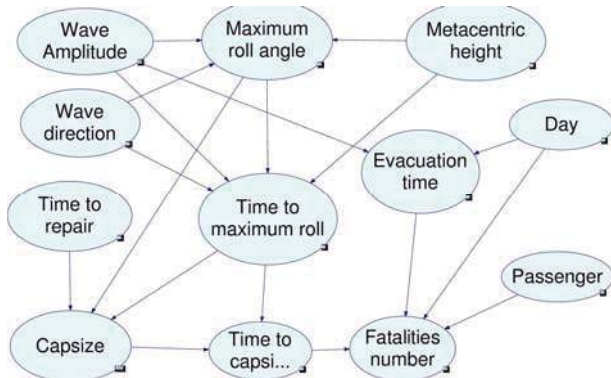 Wave
Amplitude
Maximum
roll angle
Metacentric
height
Wave
direction
Day
Evacuation
time
Time to
repair
Time to
maximum roll
Passenger
Capsize
Time to
capsi...
Fatalities
number